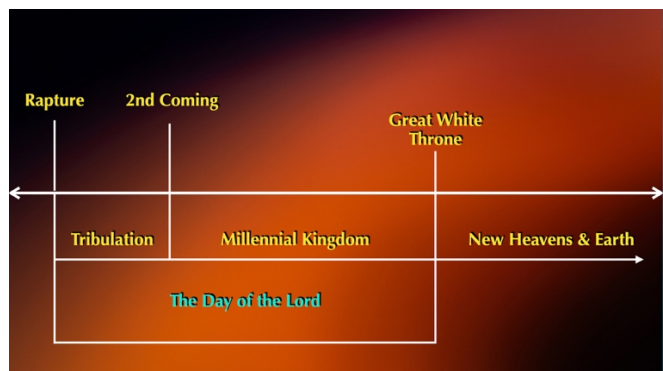 Rapture
2nd Coming
Great White
Throne
Tribulation
Millennial Kingdom
New Heavens & Earth
The Day of the Lord